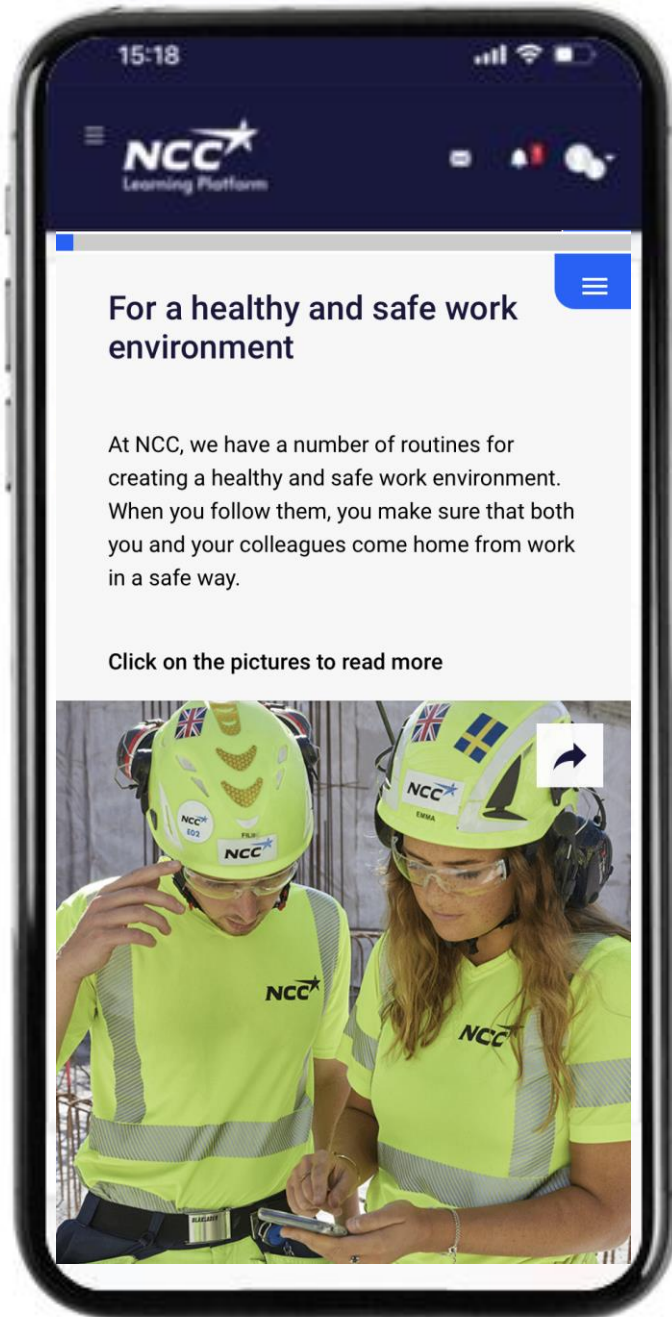 15:18
NCC
Learning Platform
For a healthy and safe work
environment
At NCC, we have a number of routines for
creating a healthy and safe work environment.
When you follow them, you make sure that both
you and your colleagues come home from work
in a safe way.
Click on the pictures to read more
NCC
502
NCC
NCC
EMMA
NCC
NCC
BLAKLADER